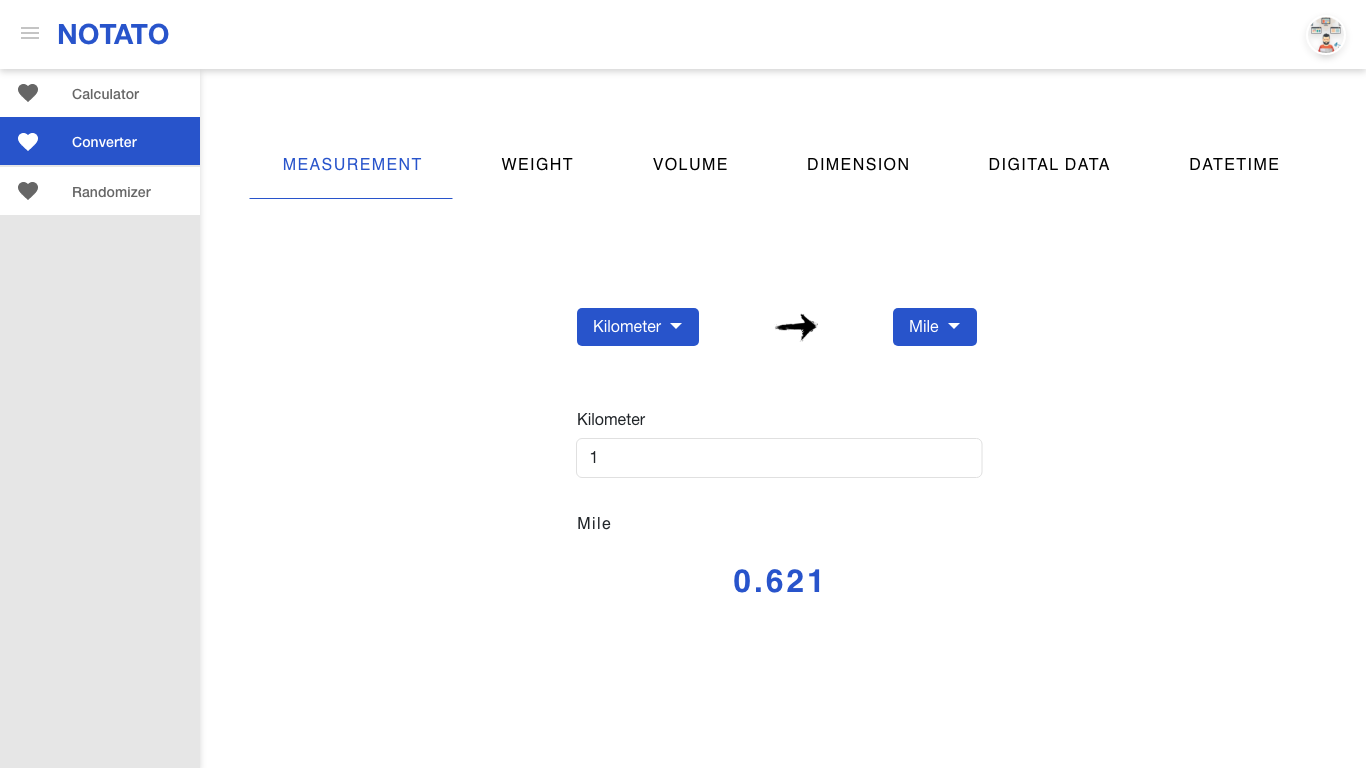 NOTATO
Calculator
Converter
Randomizer
MEASUREMENT WEIGHT VOLUME DIMENSION DIGITAL DATA DATETIME
Kilometer Mile
Kilometer
1
Mile
0.621